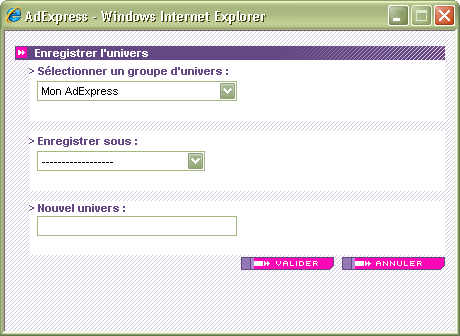 AdExpress - Windows Internet Explorer
Enregistrer l'univers
> Sélectionner un groupe d'univers :
Mon AdExpress
> Enregistrer sous :
------------------
> Nouvel univers :
VALIDER ANNULER